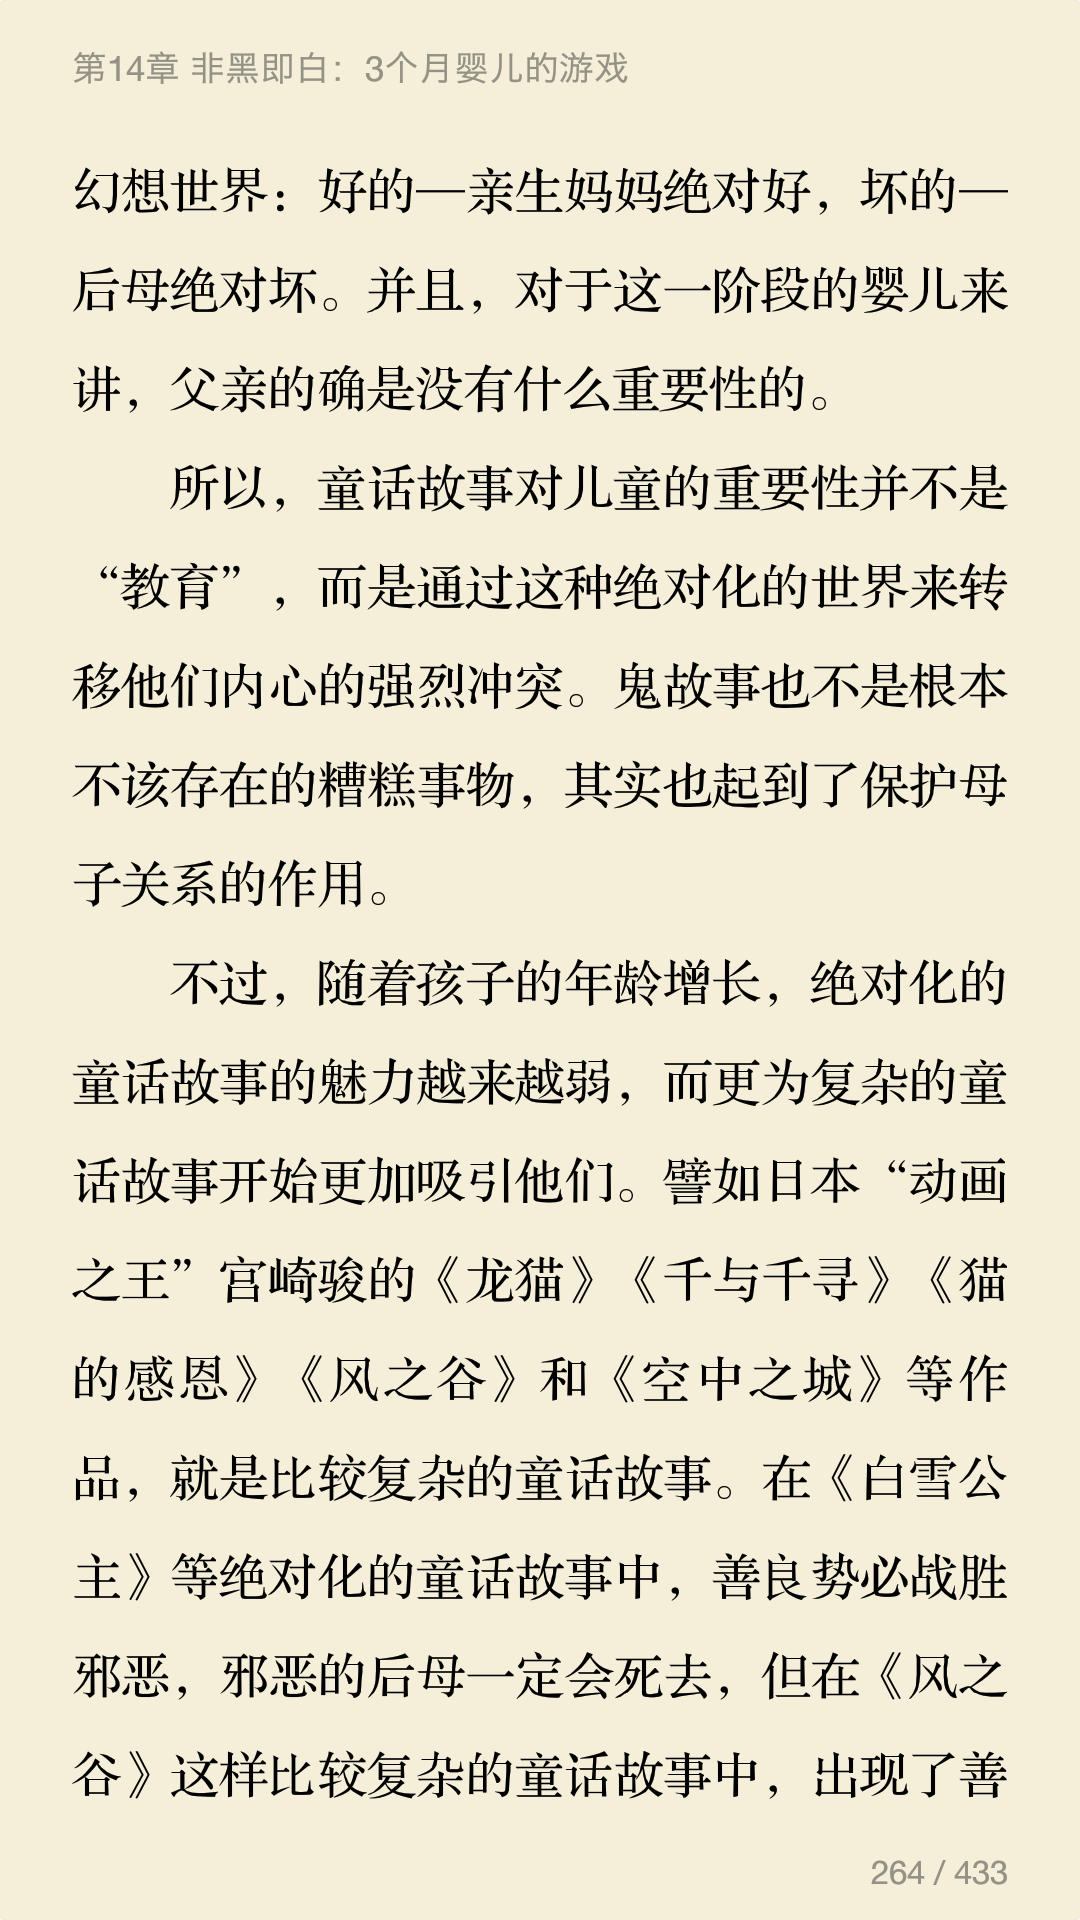 第14章 非黑即白：3个月婴儿的游戏
幻想世界：好的—亲生妈妈绝对好，坏的—
后母绝对坏。并且，对于这一阶段的婴儿来
讲，父亲的确是没有什么重要性的。
所以，童话故事对儿童的重要性并不是
“教育”，而是通过这种绝对化的世界来转
移他们内心的强烈冲突。鬼故事也不是根本
不该存在的糟糕事物，其实也起到了保护母
子关系的作用。
不过，随着孩子的年龄增长，绝对化的
童话故事的魅力越来越弱，而更为复杂的童
话故事开始更加吸引他们。譬如日本“动画
之王”宫崎骏的《龙猫》《千与千寻》《猫
的感恩》《风之谷》和《空中之城》等作
品，就是比较复杂的童话故事。在《白雪公
主》等绝对化的童话故事中，善良势必战胜
邪恶，邪恶的后母一定会死去，但在《风之
谷》这样比较复杂的童话故事中，出现了善
264 / 433